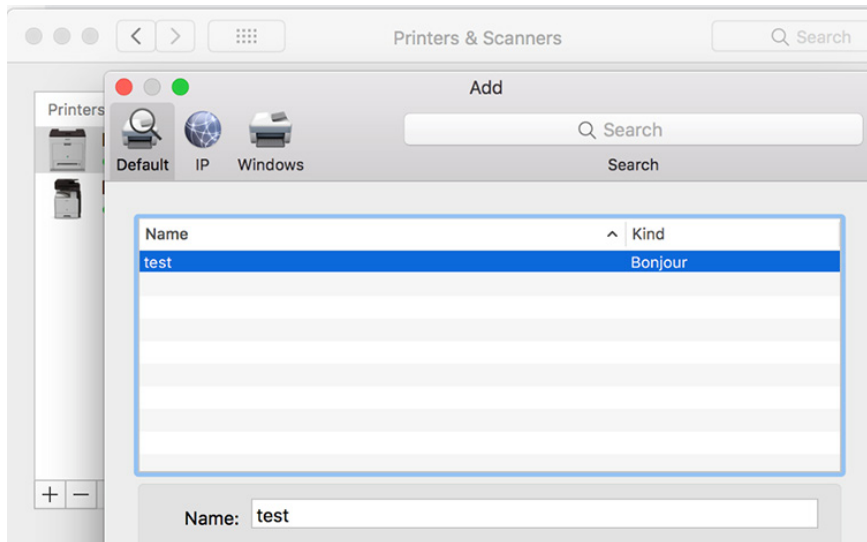 Printers & Scanners
Search
Add
Printers
Default
IP
Windows
Search
Search
Name
Kind
test
Bonjour
+ −
Name: test